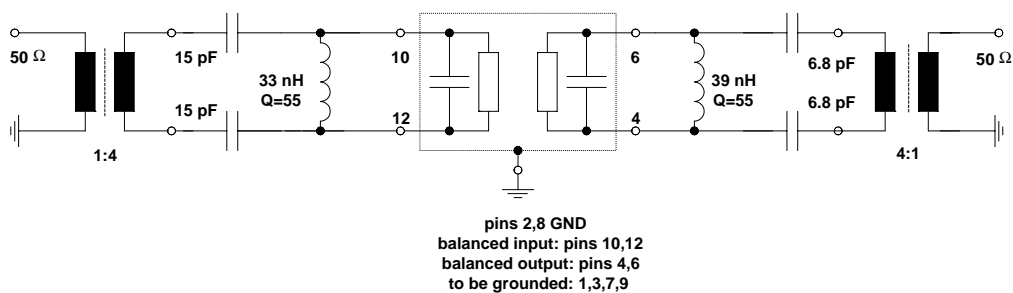 50 Ω
15 pF
10
6
6.8 pF
50 Ω
33 nH
Q=55
39 nH
Q=55
15 pF
12
4
6.8 pF
1:4
4:1
pins 2,8 GND
balanced input: pins 10,12
balanced output: pins 4,6
to be grounded: 1,3,7,9